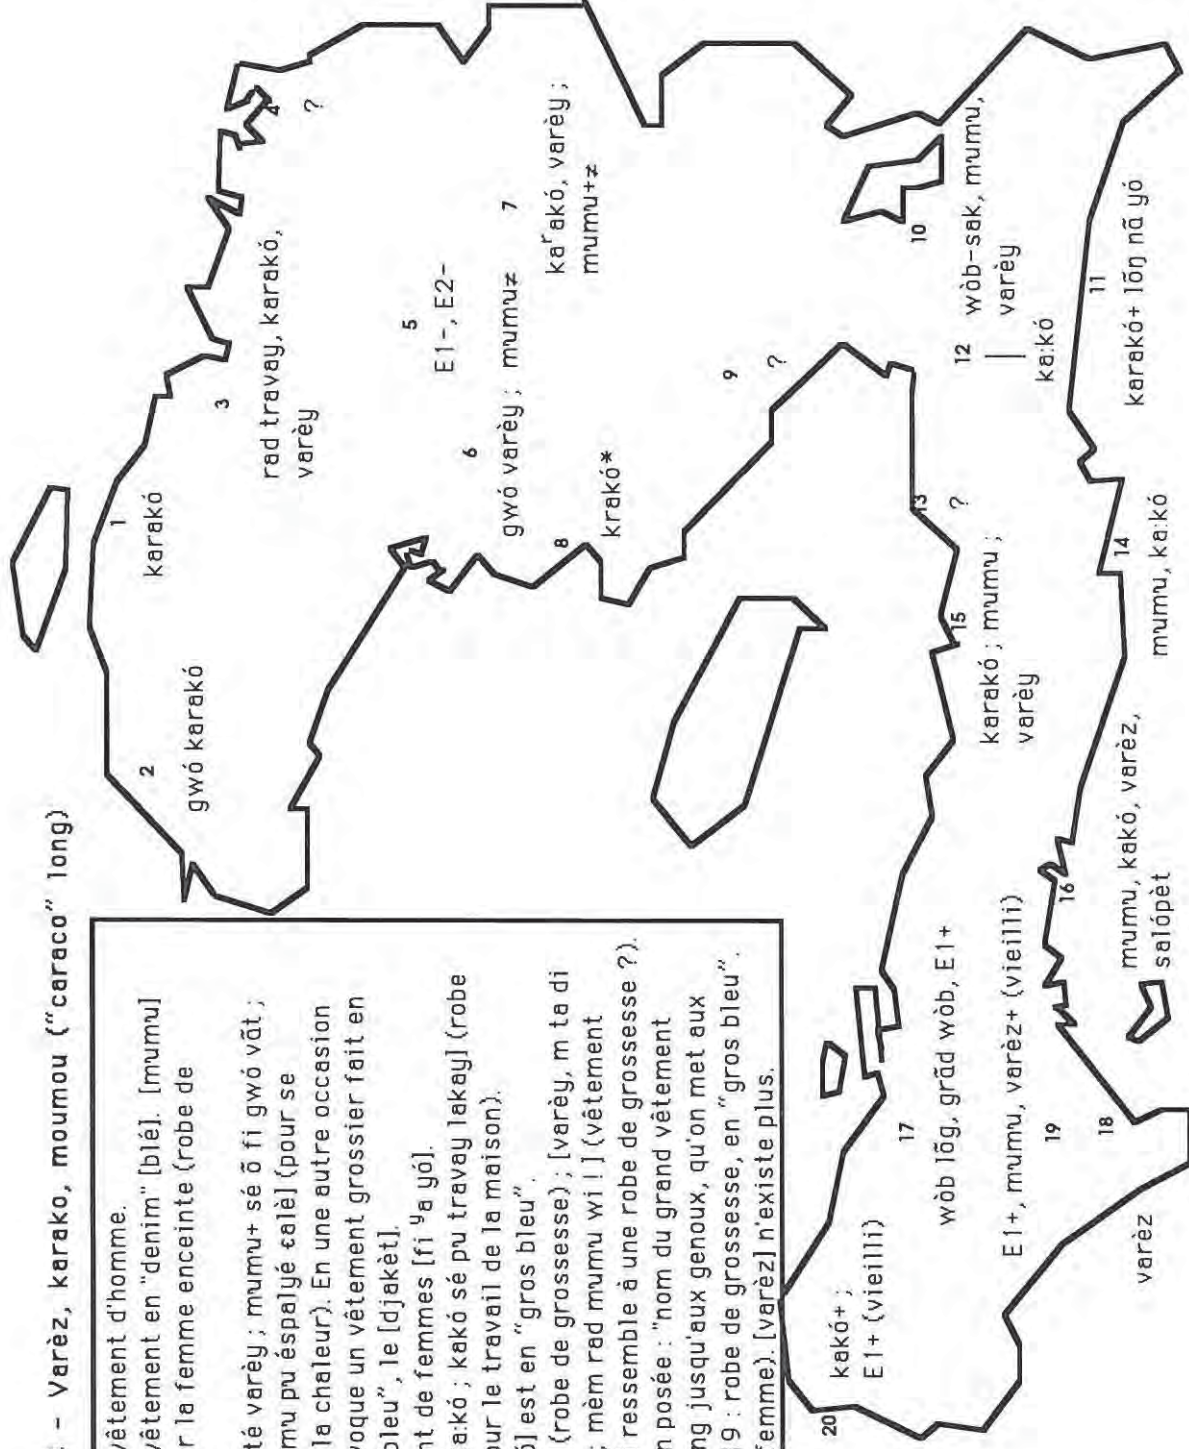 - Varèz, karako, moumou ("caraco" long)
vêtement d'homme.
vêtement en "denim" [blé]. [mumu]
r la femme enceinte (robe de
té varèy ; mumu+ sé õ fi gwó vãt ;
mu pu éspalyé ɛalè] (pour se
la chaleur). En une autre occasion
voque un vêtement grossier fait en
bleu", le [djakèt].
nt de femmes [fi ʸa yó].
a:kó ; kakó sé pu travay lakay] (robe
our le travail de la maison).
ó] est en "gros bleu".
(robe de grossesse) ; [varèy, m ta di
; mèm rad mumu wi !] (vêtement
ressemble à une robe de grossesse ?).
n posée : "nom du grand vêtement
ng jusqu'aux genoux, qu'on met aux
19 : robe de grossesse, en "gros bleu".
femme). [varèz] n'existe plus.
1
karakó
2
gwó karakó
3
rad travay, karakó,
varèy
4
?
5
E1-, E2-
6
gwó varèy ; mumu≠
7
kaʳakó, varèy ;
mumu+≠
8
krakó*
9
?
10
wòb-sak, mumu,
varèy
11
karakó+ lõŋ nã yó
12
ka:kó
13
?
14
mumu, ka:kó
15
karakó ; mumu ;
varèy
16
mumu, kakó, varèz,
salópèt
17
wòb lõg, grãd wòb, E1+
18
varèz
19
E1+, mumu, varèz+ (vieilli)
20
kakó+ ;
E1+ (vieilli)